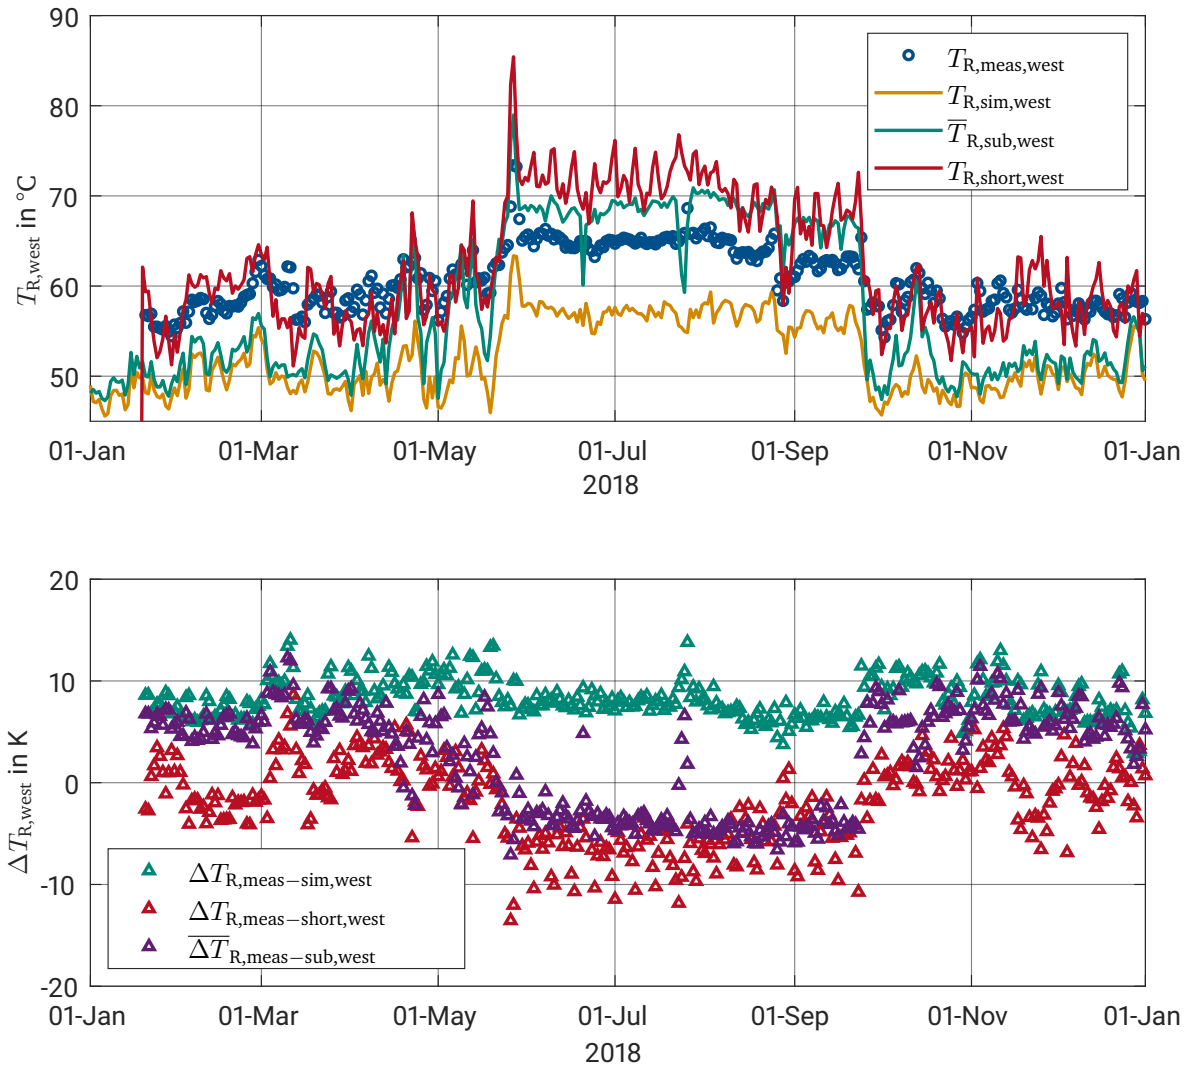 90
80
70
60
50
T_R,west in °C
T_R,meas,west
T_R,sim,west
T̅_R,sub,west
T_R,short,west
01-Jan 01-Mar 01-May 01-Jul 01-Sep 01-Nov 01-Jan
2018
20
10
0
-10
-20
ΔT_R,west in K
ΔT_R,meas−sim,west
ΔT_R,meas−short,west
Δ̅T̅_R,meas−sub,west
01-Jan 01-Mar 01-May 01-Jul 01-Sep 01-Nov 01-Jan
2018